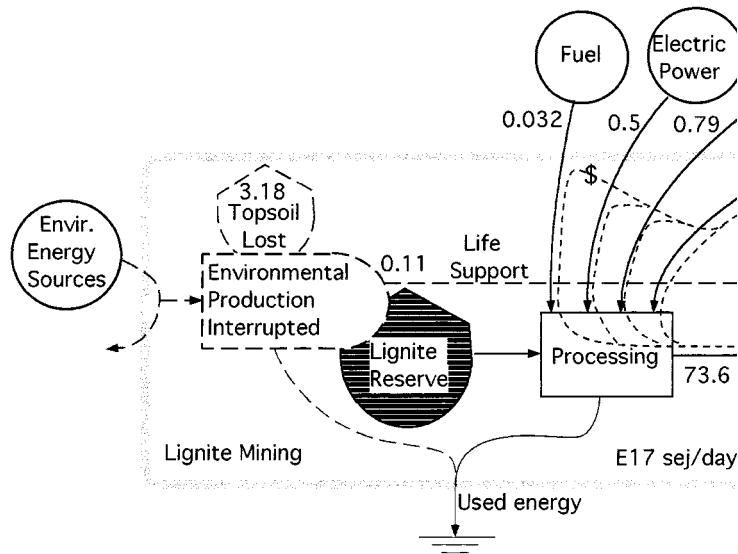 Fuel
Electric
Power
0.032
0.5
0.79
$
3.18
Topsoil
Lost
Envir.
Energy
Sources
0.11
Life
Support
Environmental
Production
Interrupted
Lignite
Reserve
Processing
73.6
Lignite Mining
E17 sej/day
Used energy